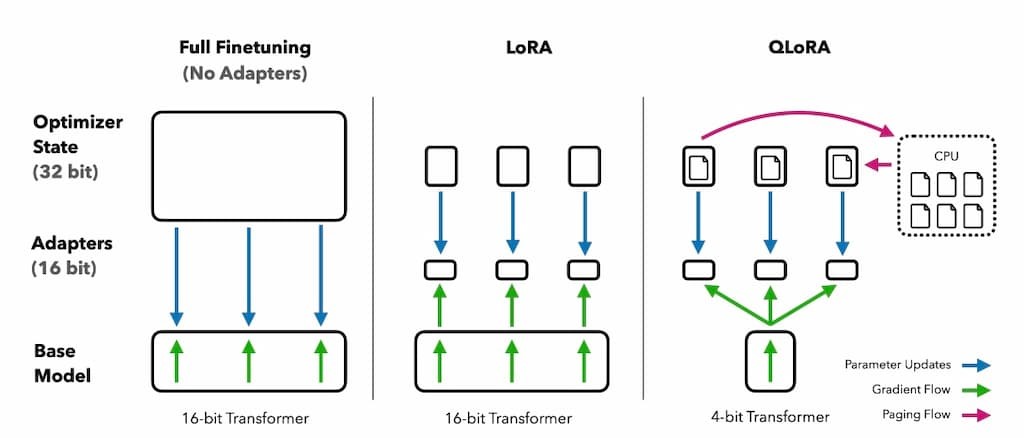 Full Finetuning
(No Adapters)
LoRA
QLoRA
Optimizer
State
(32 bit)
CPU
Adapters
(16 bit)
Base
Model
16-bit Transformer
16-bit Transformer
4-bit Transformer
Parameter Updates
Gradient Flow
Paging Flow